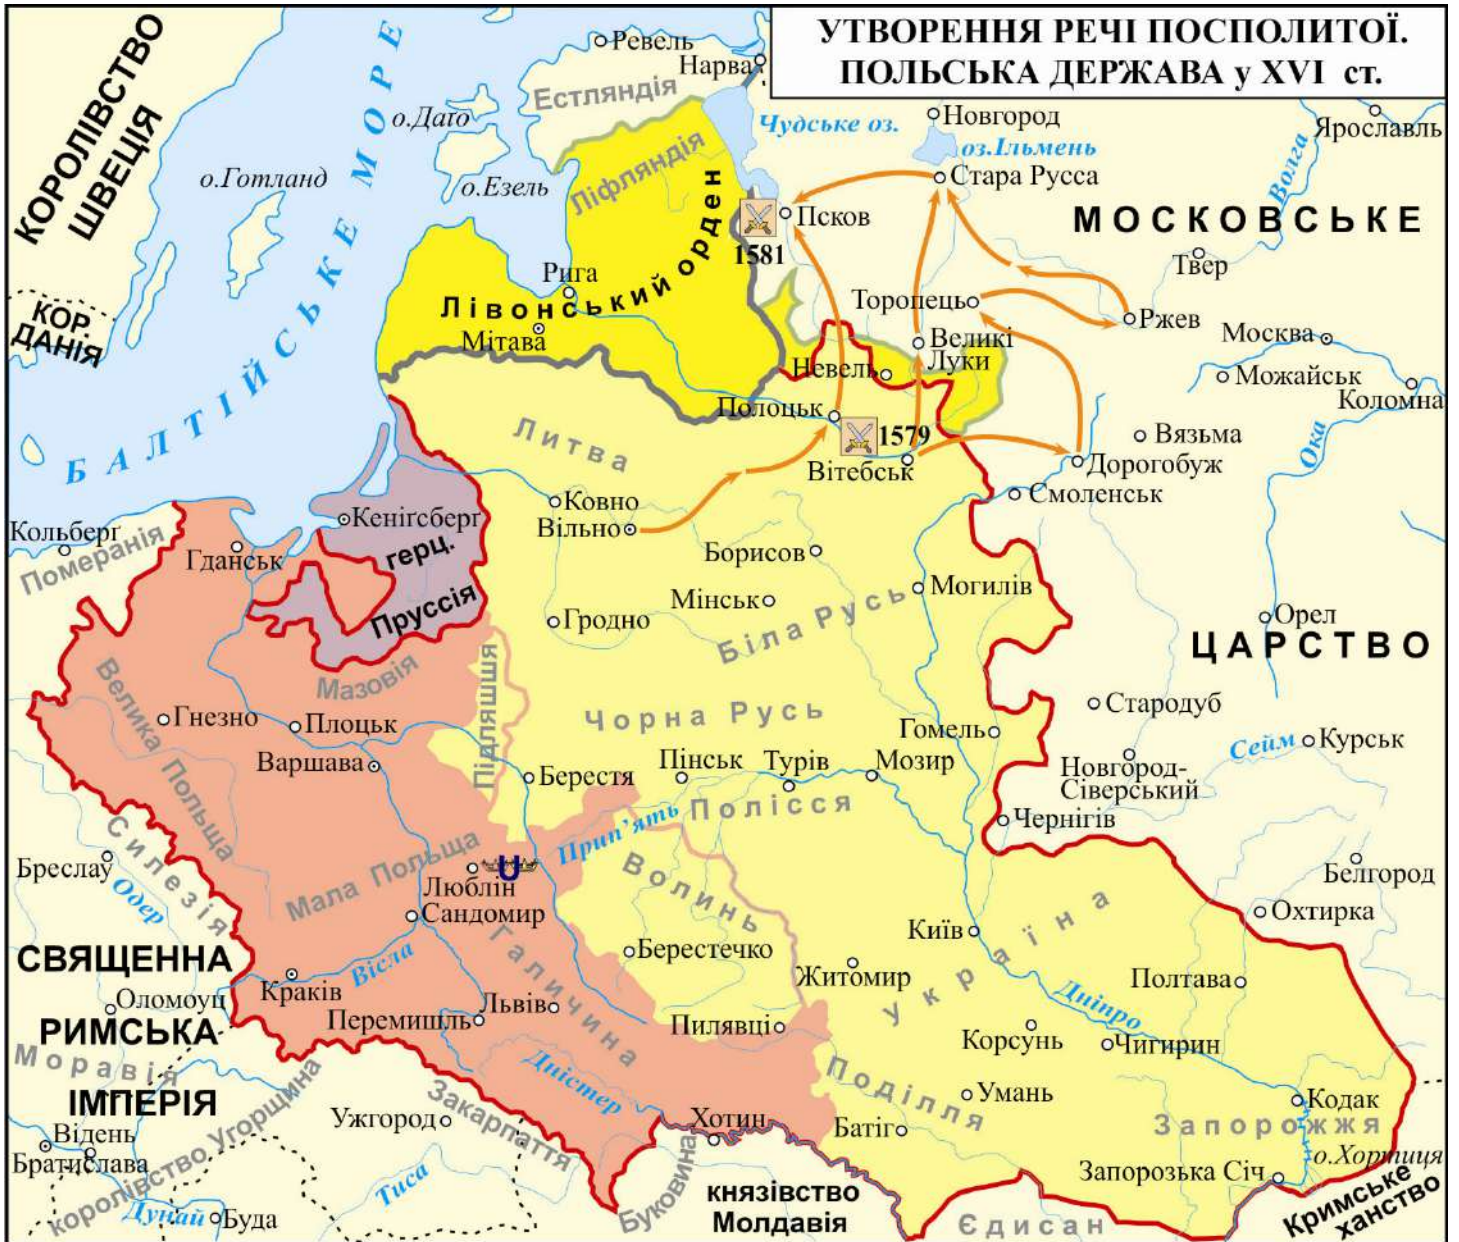 УТВОРЕННЯ РЕЧІ ПОСПОЛИТОЇ.
ПОЛЬСЬКА ДЕРЖАВА у XVI ст.
КОРОЛІВСТВО
ШВЕЦІЯ
КОР.
ДАНІЯ
БАЛТІЙСЬКЕ МОРЕ
о.Готланд
о.Даґо
о.Езель
Ревель
Нарва
Естляндія
Чудське оз.
Новгород
оз.Ільмень
Стара Русса
Волга
Ярославль
Ліфляндія
Псков
1581
МОСКОВСЬКЕ
Твер
Рига
Лівонський орден
Мітава
Торопець
Ржев
Великі
Луки
Москва
Невель
Можайськ
Коломна
Полоцьк
1579
Вітебськ
Вязьма
Ока
Дорогобуж
Смоленськ
Литва
Ковно
Вільно
Кеніґсберґ
герц.
Пруссія
Кольберґ
Померанія
Гданськ
Борисов
Могилів
Мінськ
Гродно
Біла Русь
Орел
ЦАРСТВО
Мазовія
Підляшшя
Велика Польща
Гнезно
Плоцьк
Варшава
Чорна Русь
Стародуб
Гомель
Сейм
Курськ
Берестя
Пінськ
Турів
Мозир
Новгород-
Сіверський
Полісся
Прип'ять
Чернігів
Силезія
Бреслау
Одер
Мала Польща
Люблін
U
Сандомир
Волинь
Белгород
Охтирка
СВЯЩЕННА
РИМСЬКА
ІМПЕРІЯ
Краків
Вісла
Галичина
Берестечко
Київ
Україна
Житомир
Полтава
Оломоуц
Моравія
Перемишль
Львів
Пилявці
Дніпро
Корсунь
Чигирин
Дністер
Поділля
Умань
Кодак
Запорожжя
Відень
Братислава
королівство Угорщина
Ужгород
Закарпаття
Хотин
Батіг
о.Хортиця
Запорозька Січ
Тиса
Дунай
Буда
Буковина
князівство
Молдавія
Єдисан
Кримське
ханство